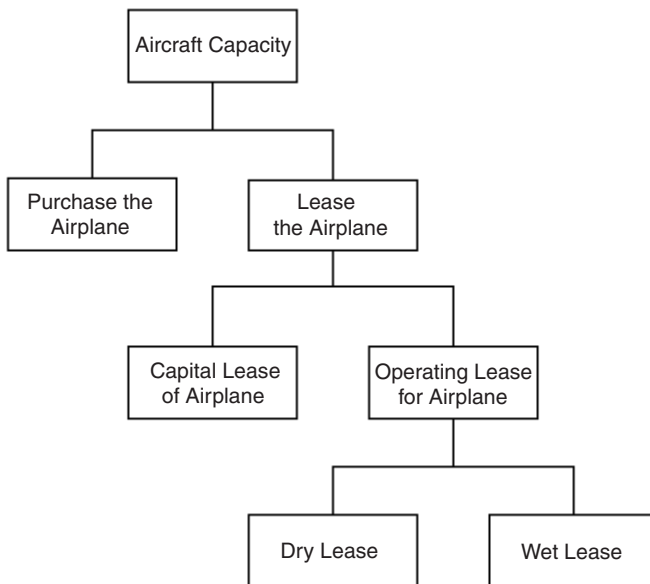 Aircraft Capacity
Purchase the
Airplane
Lease
the Airplane
Capital Lease
of Airplane
Operating Lease
for Airplane
Dry Lease
Wet Lease